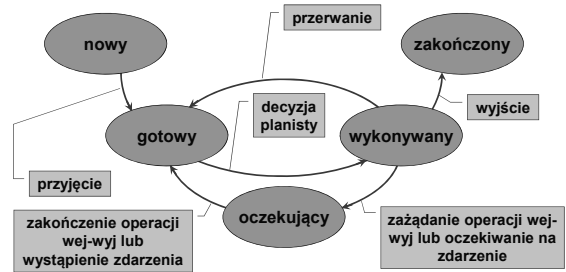 przerwanie
nowy
zakończony
decyzja
planisty
wyjście
gotowy
wykonywany
przyjęcie
oczekujący
zakończenie operacji
wej-wyj lub
wystąpienie zdarzenia
zażądanie operacji wej-
wyj lub oczekiwanie na
zdarzenie